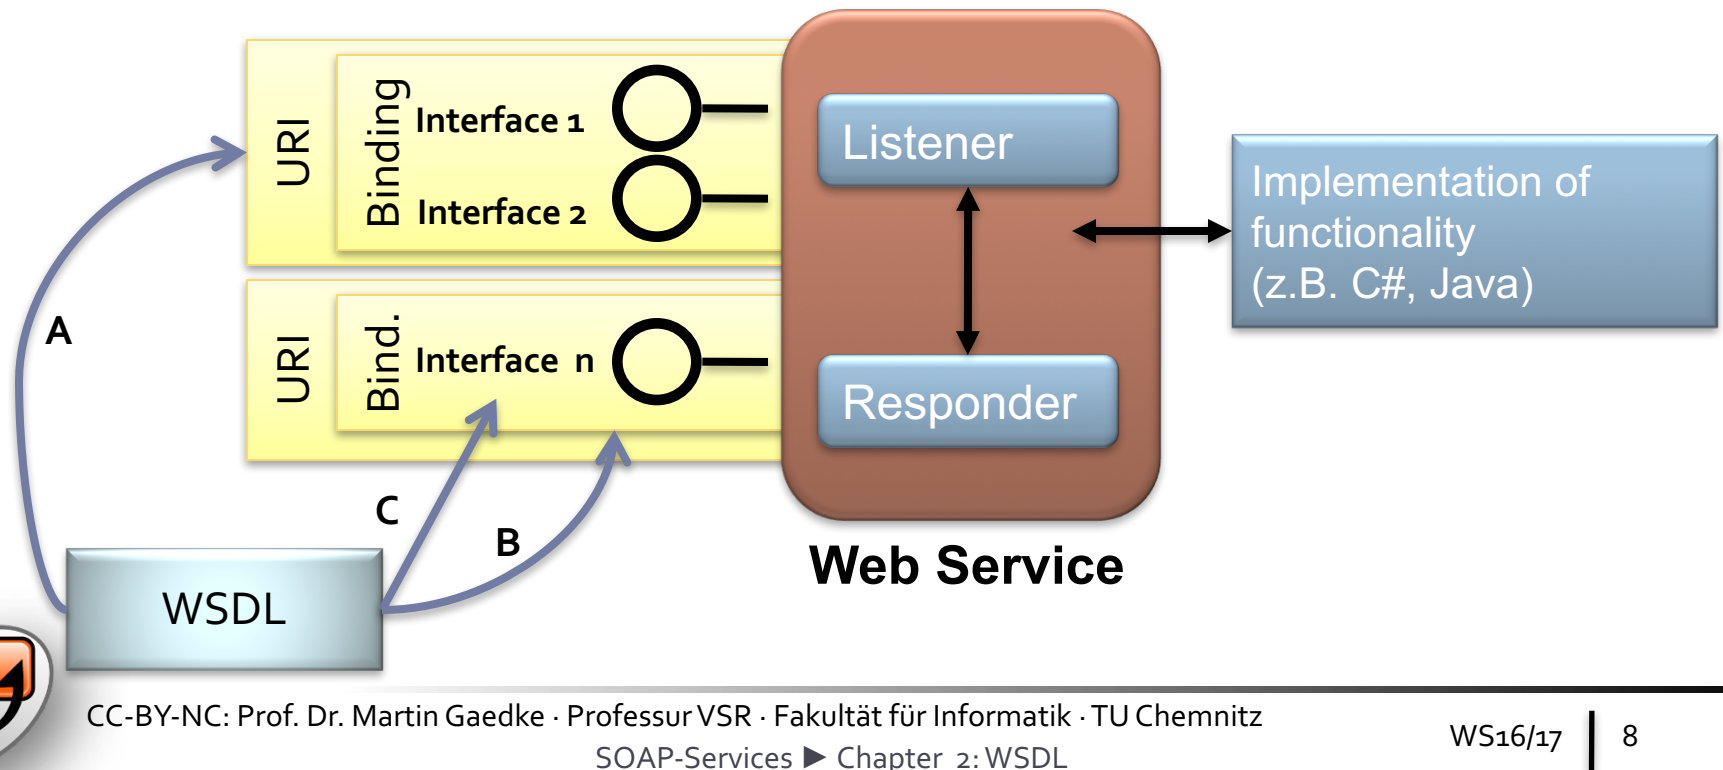 URI
Binding
Interface 1
Interface 2
URI
Bind.
Interface n
Listener
Responder
Web Service
Implementation of
functionality
(z.B. C#, Java)
A
C
B
WSDL
CC-BY-NC: Prof. Dr. Martin Gaedke · Professur VSR · Fakultät für Informatik · TU Chemnitz
SOAP-Services ► Chapter 2: WSDL
WS16/17
8